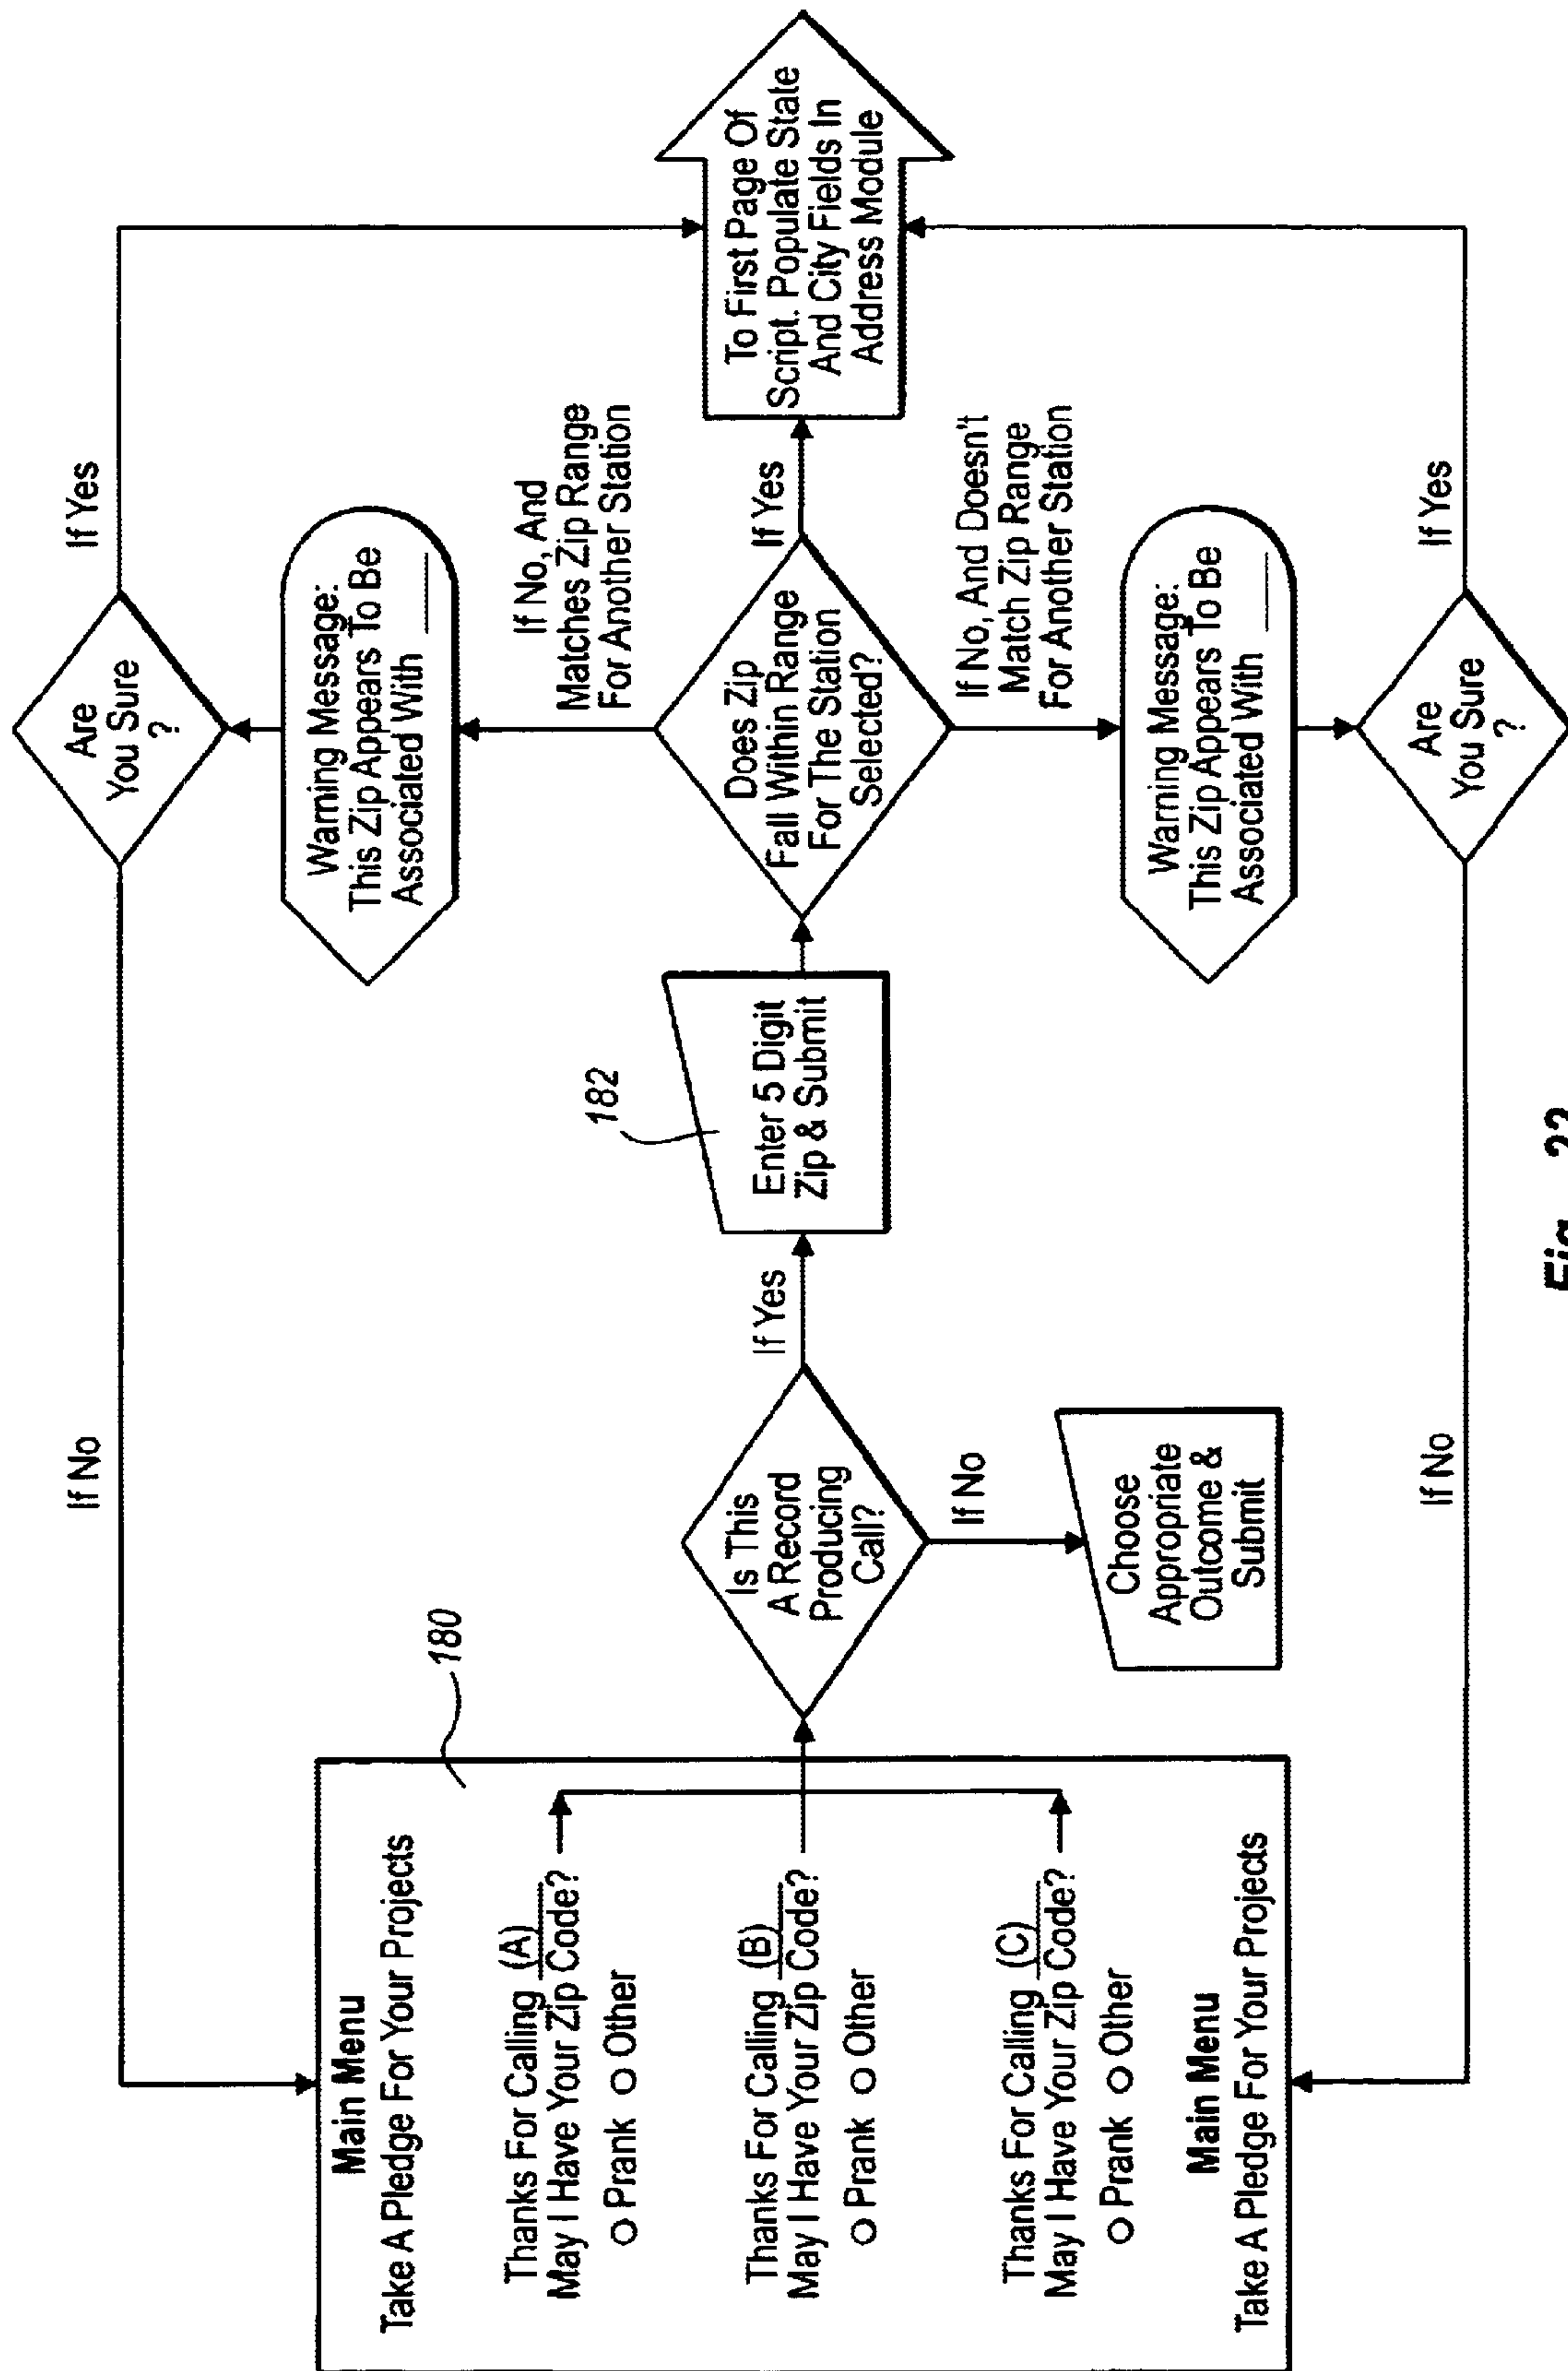 Main Menu
Take A Pledge For Your Projects
Thanks For Calling (A)
May I Have Your Zip Code?
O Prank O Other
Thanks For Calling (B)
May I Have Your Zip Code?
O Prank O Other
Thanks For Calling (C)
May I Have Your Zip Code?
O Prank O Other
Main Menu
Take A Pledge For Your Projects
180
Is This
A Record
Producing
Call?
If No
Choose
Appropriate
Outcome &
Submit
If Yes
182
Enter 5 Digit
Zip & Submit
Does Zip
Fall Within Range
For The Station
Selected?
If No, And
Matches Zip Range
For Another Station
Warning Message:
This Zip Appears To Be
Associated With ____
Are
You Sure
?
If No
If Yes
If Yes
To First Page Of
Script. Populate State
And City Fields In
Address Module
If No, And Doesn't
Match Zip Range
For Another Station
Warning Message:
This Zip Appears To Be
Associated With ____
Are
You Sure
?
If No
If Yes